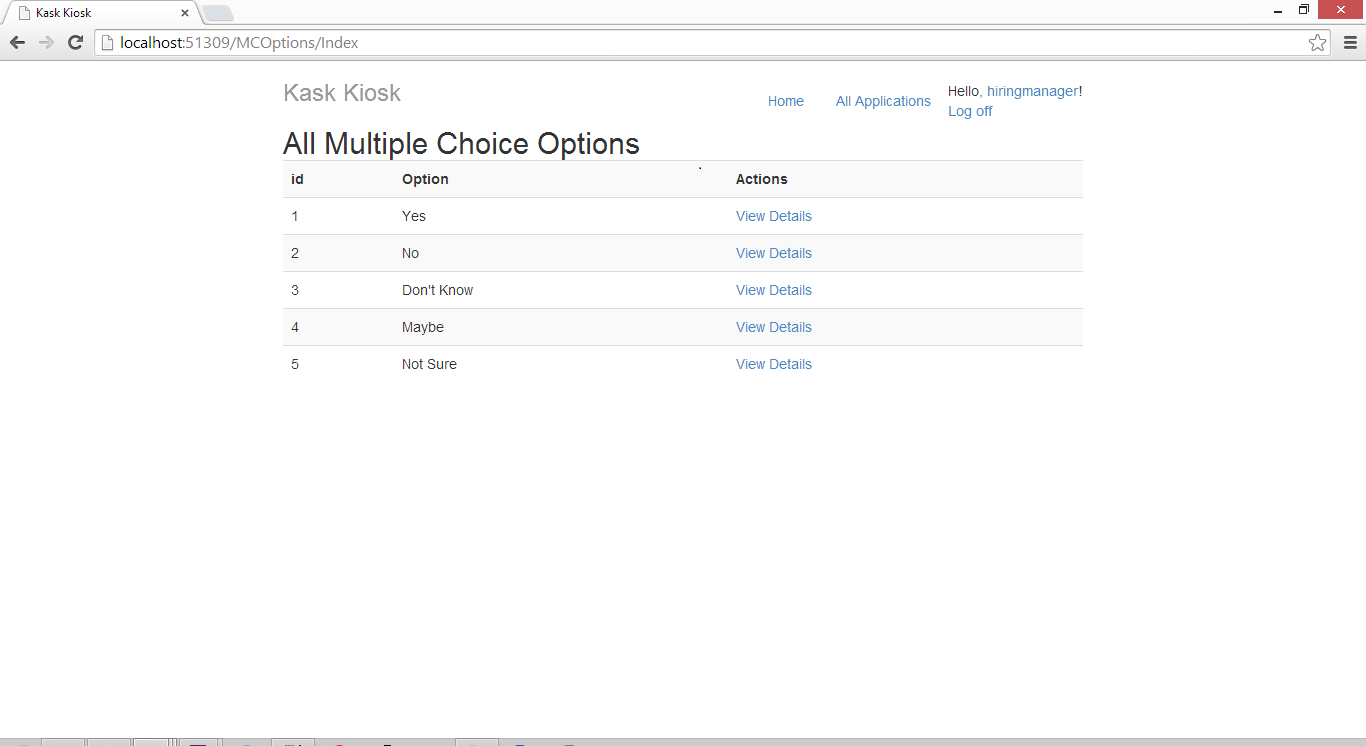 Kask Kiosk
localhost:51309/MCOptions/Index
Kask Kiosk
Home All Applications Hello, hiringmanager!
Log off
All Multiple Choice Options
id Option Actions
1 Yes View Details
2 No View Details
3 Don't Know View Details
4 Maybe View Details
5 Not Sure View Details